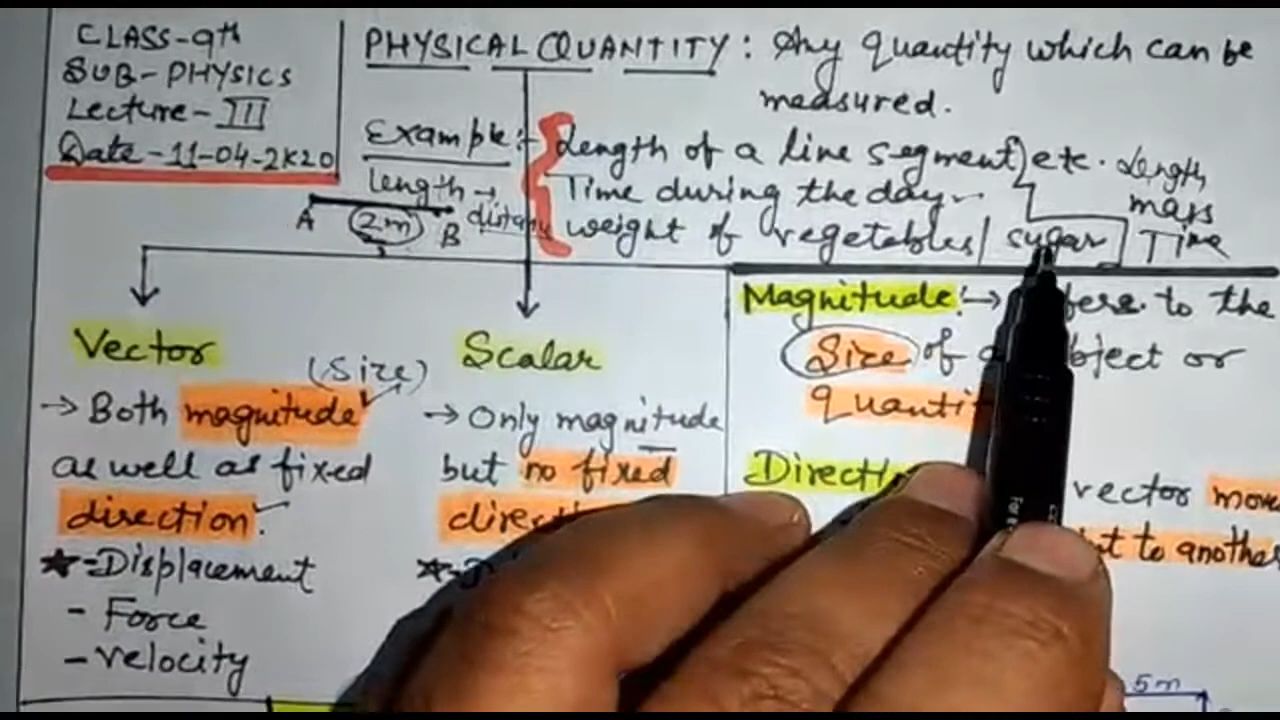 CLASS-9th
SUB- PHYSICS
Lecture- III
Date -11-04-2K20
PHYSICAL QUANTITY : Any quantity which can be
measured.
Example:- Length of a line segment, etc.
Length →
distance
Time during the day
weight of vegetables/ sugar
Length
mass
Time
A 2m B
Vector
(Size)
→ Both magnitude
as well as fixed
direction.
★-Displacement
- Force
- Velocity
Scalar
→ Only magnitude
but no fixed
Magnitude:→ to the
Size of or
Vector
to another
5m